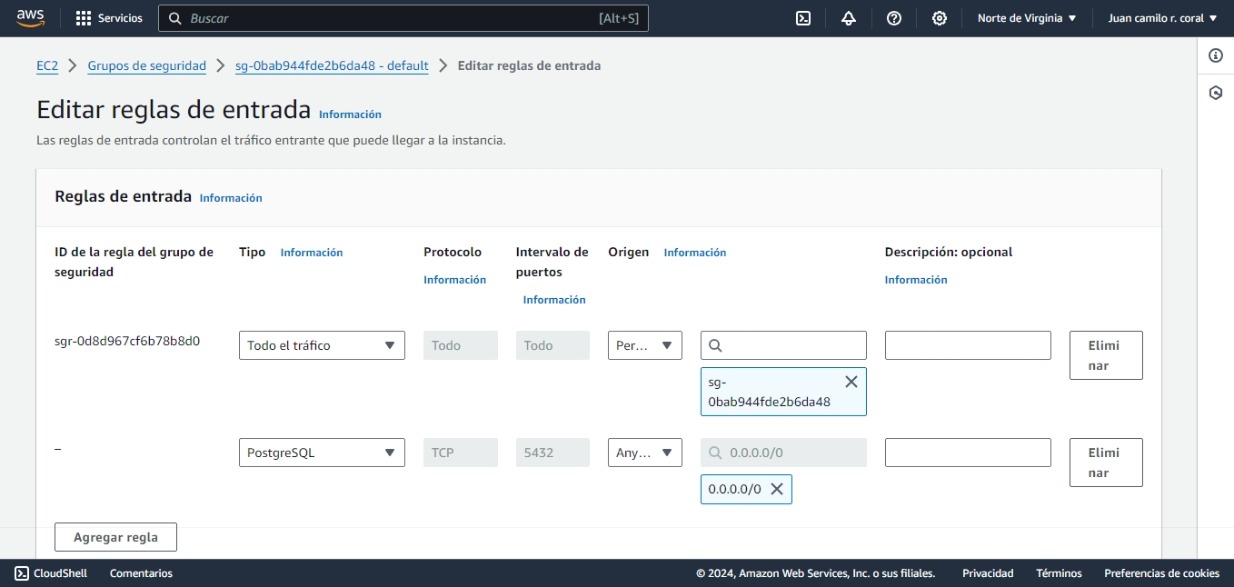 aws
Servicios
Buscar
[Alt+S]
Norte de Virginia
Juan camilo r. coral
EC2
Grupos de seguridad
sg-0bab944fde2b6da48 - default
Editar reglas de entrada
Editar reglas de entrada Información
Las reglas de entrada controlan el tráfico entrante que puede llegar a la instancia.
Reglas de entrada Información
ID de la regla del grupo de
seguridad
Tipo Información
Protocolo
Información
Intervalo de
puertos
Información
Origen Información
Descripción: opcional
Información
sgr-0d8d967cf6b78b8d0
Todo el tráfico
Todo
Todo
Per...
sg-
0bab944fde2b6da48
Elimi
nar
–
PostgreSQL
TCP
5432
Any...
0.0.0.0/0
0.0.0.0/0
Elimi
nar
Agregar regla
CloudShell
Comentarios
© 2024, Amazon Web Services, Inc. o sus filiales.
Privacidad
Términos
Preferencias de cookies